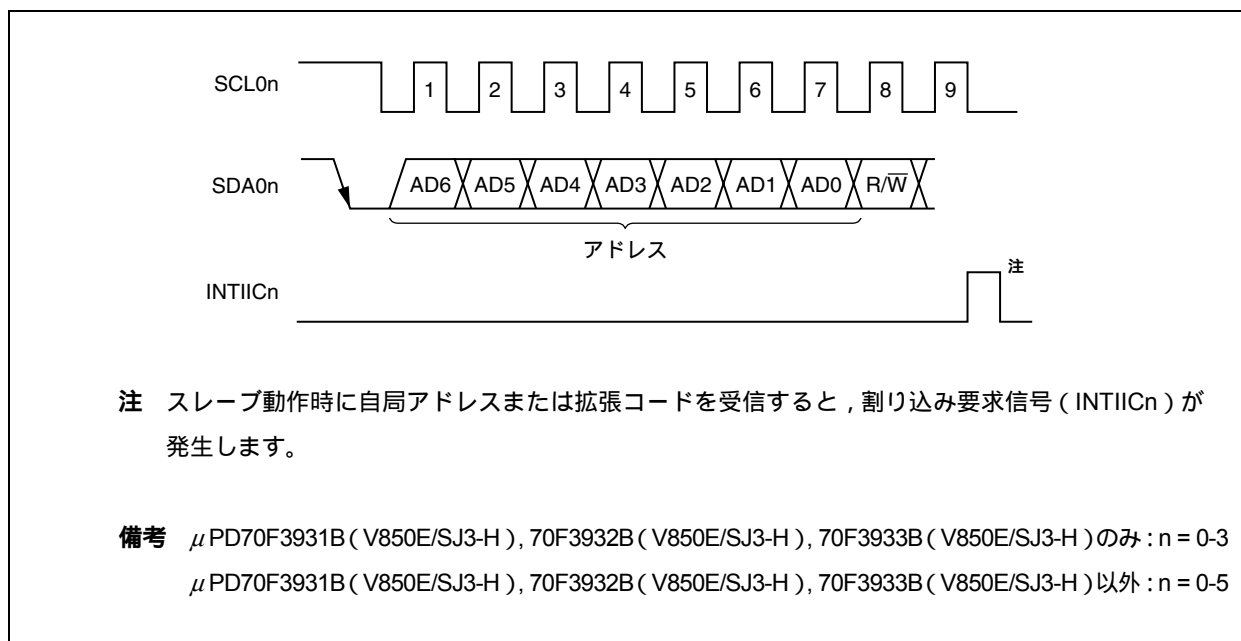 SCL0n 1 2 3 4 5 6 7 8 9
SDA0n AD6 AD5 AD4 AD3 AD2 AD1 AD0 R/W̅
アドレス
INTIICn 注
注 スレーブ動作時に自局アドレスまたは拡張コードを受信すると，割り込み要求信号（INTIICn）が
発生します。
備考 μPD70F3931B（V850E/SJ3-H）, 70F3932B（V850E/SJ3-H）, 70F3933B（V850E/SJ3-H）のみ：n = 0-3
μPD70F3931B（V850E/SJ3-H）, 70F3932B（V850E/SJ3-H）, 70F3933B（V850E/SJ3-H）以外：n = 0-5